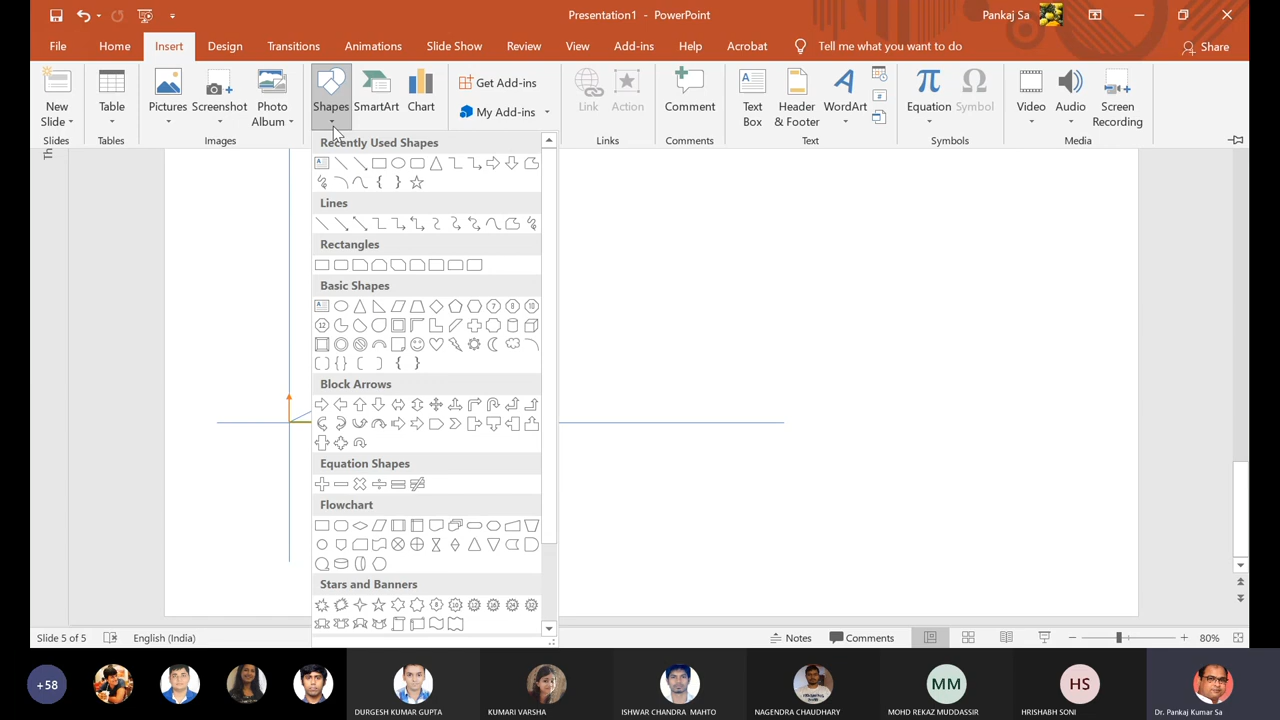 Presentation1 - PowerPoint
Pankaj Sa
File Home Insert Design Transitions Animations Slide Show Review View Add-ins Help Acrobat Tell me what you want to do Share
New Slide
Table
Pictures
Screenshot
Photo Album
Shapes
SmartArt
Chart
Get Add-ins
My Add-ins
Link
Action
Comment
Text Box
Header & Footer
WordArt
Equation
Symbol
Video
Audio
Screen Recording
Slides Tables Images Links Comments Text Symbols Media
Recently Used Shapes
Lines
Rectangles
Basic Shapes
Block Arrows
Equation Shapes
Flowchart
Stars and Banners
Slide 5 of 5 English (India) Notes Comments 80%
+58
MM HS
DURGESH KUMAR GUPTA KUMARI VARSHA ISHWAR CHANDRA MAHTO NAGENDRA CHAUDHARY MOHD REKAZ MUDDASSIR HRISHABH SONI Dr. Pankaj Kumar Sa